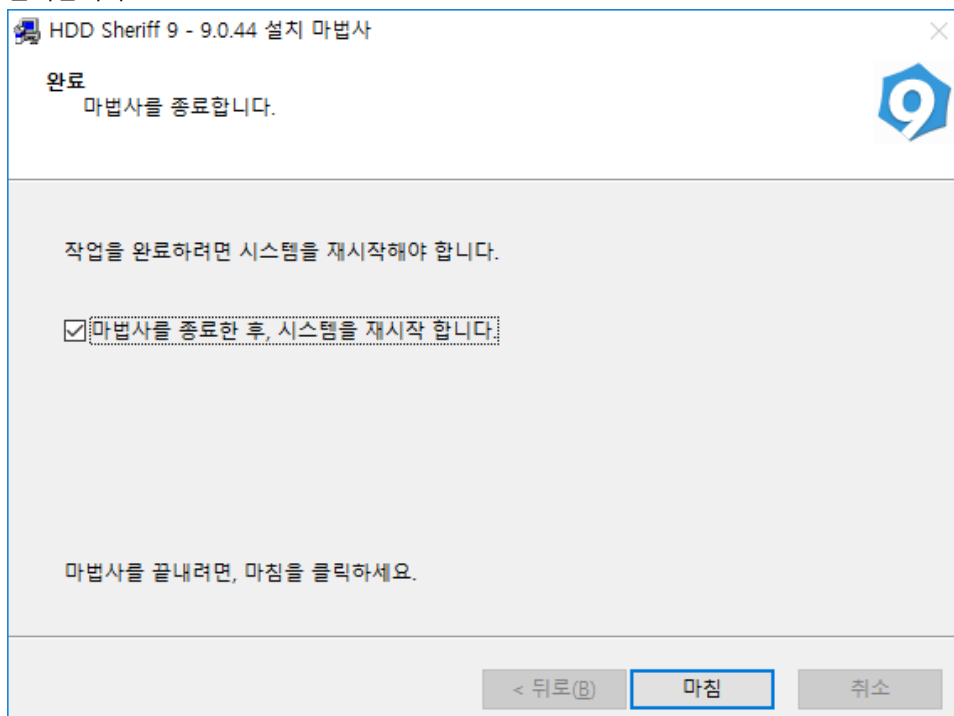 HDD Sheriff 9 - 9.0.44 설치 마법사
완료
마법사를 종료합니다.
9
작업을 완료하려면 시스템을 재시작해야 합니다.
마법사를 종료한 후, 시스템을 재시작 합니다.
마법사를 끝내려면, 마침을 클릭하세요.
< 뒤로(B) 마침 취소